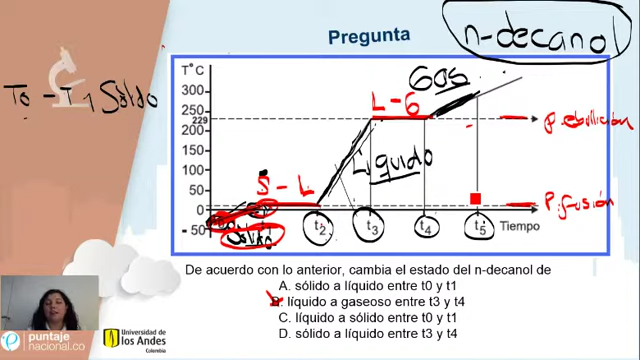 Pregunta
n-decanol
T°C
300
250
229
200
150
100
50
0
-50
Gas
L-G
P. ebullición
T0 - T1 Sólido
Líquido
S-L
P. fusión
Sólido
t2
t3
t4
t5
Tiempo
De acuerdo con lo anterior, cambia el estado del n-decanol de
A. sólido a líquido entre t0 y t1
B. líquido a gaseoso entre t3 y t4
C. líquido a sólido entre t0 y t1
D. sólido a líquido entre t3 y t4
puntaje
nacional.co
Universidad de
los Andes
Colombia